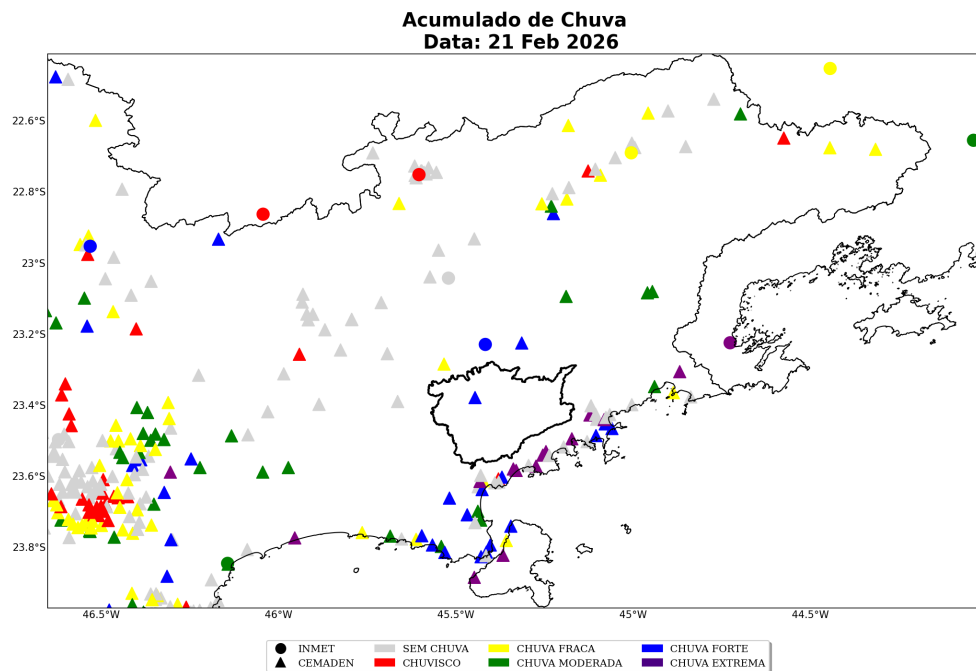 Acumulado de Chuva
Data: 21 Feb 2026
22.6°S
22.8°S
23°S
23.2°S
23.4°S
23.6°S
23.8°S
46.5°W
46°W
45.5°W
45°W
44.5°W
INMET
SEM CHUVA
CHUVA FRACA
CHUVA FORTE
CEMADEN
CHUVISCO
CHUVA MODERADA
CHUVA EXTREMA